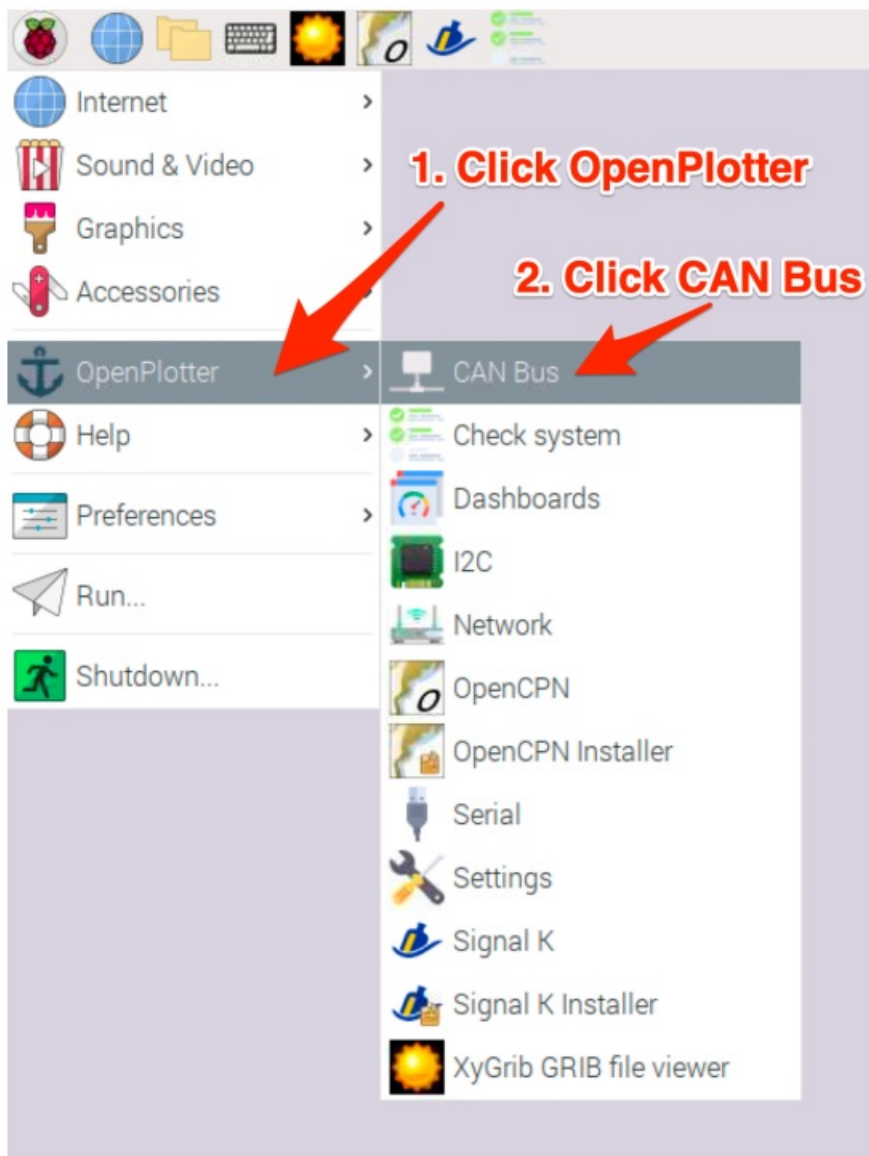 Internet
Sound & Video
1. Click OpenPlotter
Graphics
2. Click CAN Bus
Accessories
OpenPlotter
Help
Preferences
Run...
Shutdown...
CAN Bus
Check system
Dashboards
I2C
Network
OpenCPN
OpenCPN Installer
Serial
Settings
Signal K
Signal K Installer
XyGrib GRIB file viewer